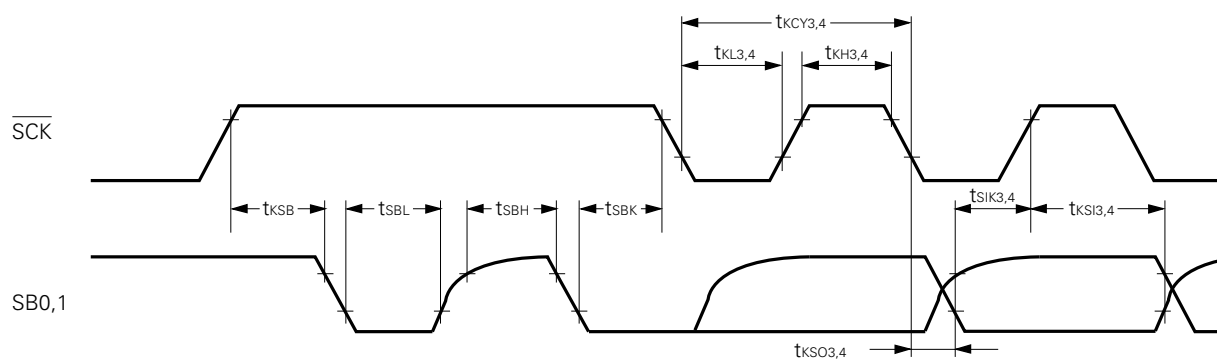 tKCY3,4
tKL3,4
tKH3,4
SCK
tKSB
tSBL
tSBH
tSBK
tSIK3,4
tKSI3,4
SB0,1
tKSO3,4